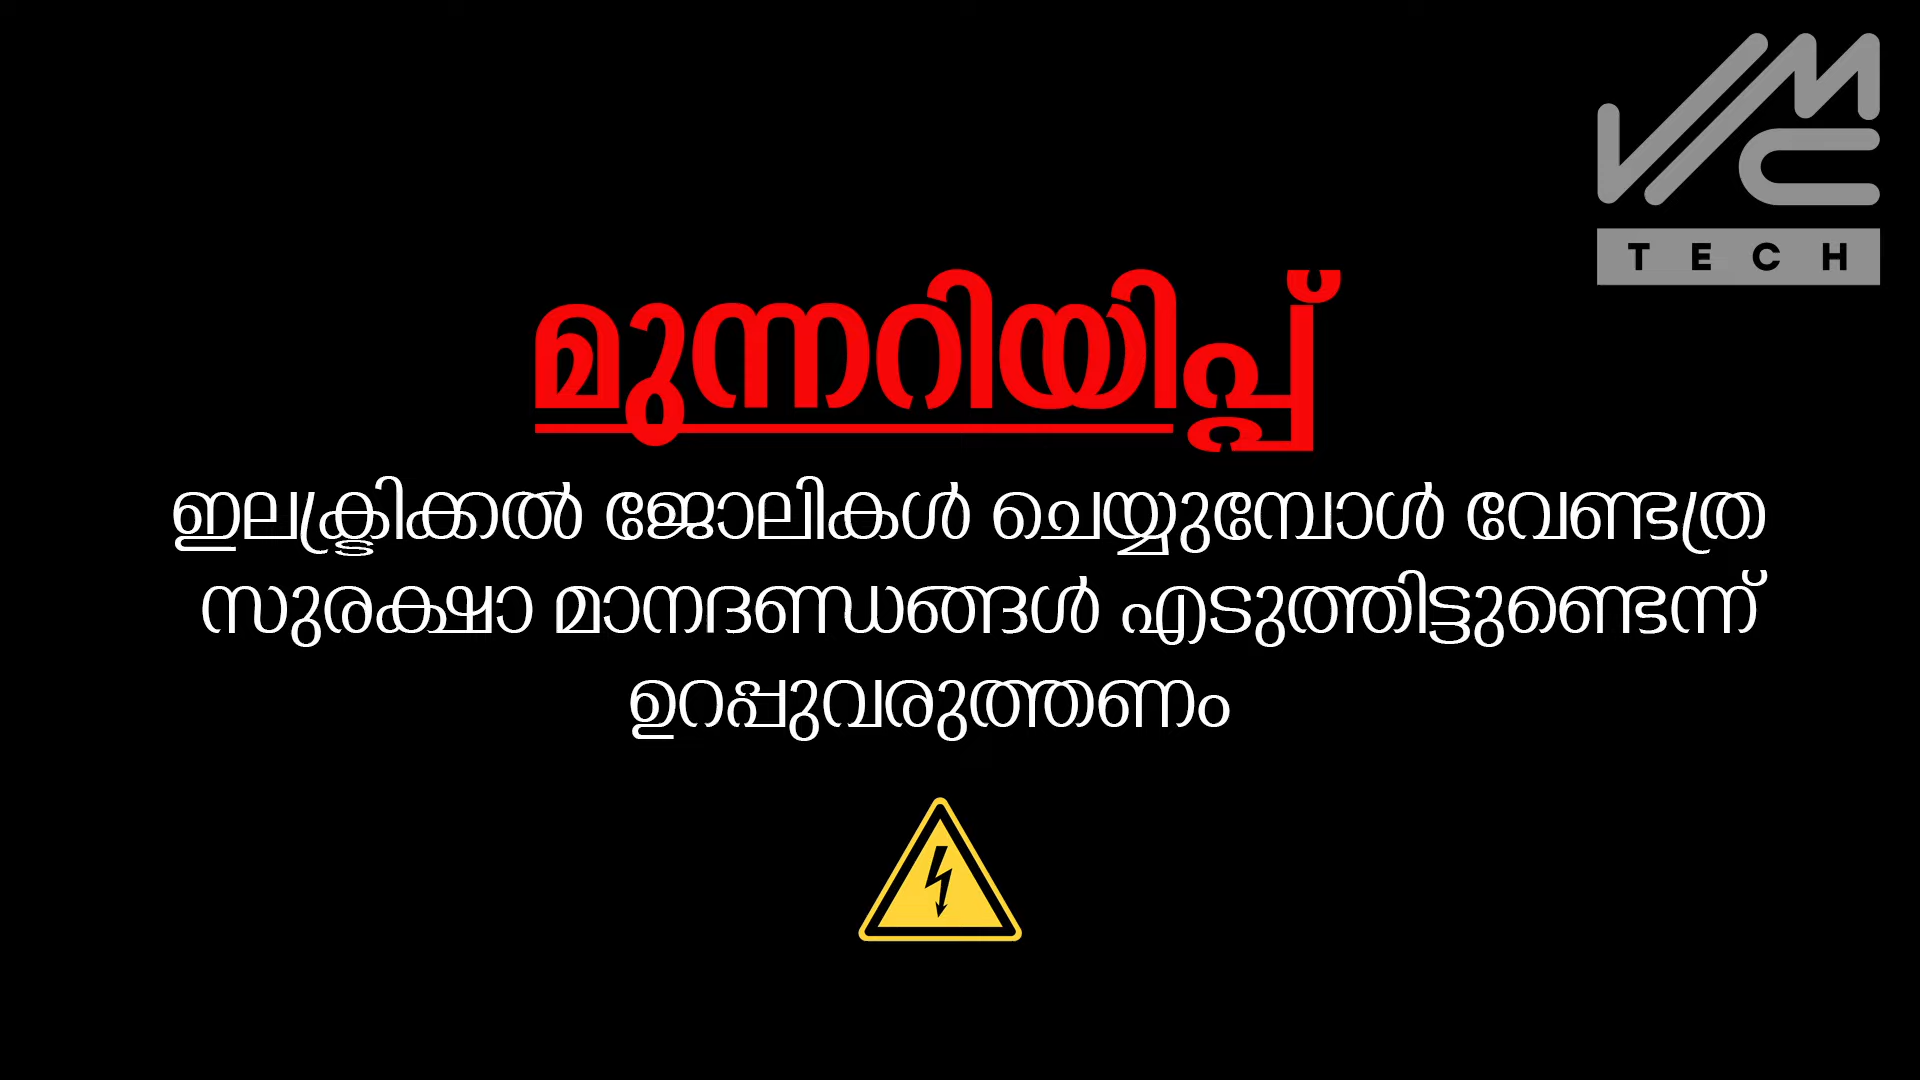 VMC
TECH
മുന്നറിയിപ്പ്
ഇലക്ട്രിക്കൽ ജോലികൾ ചെയ്യുമ്പോൾ വേണ്ടത്ര
സുരക്ഷാ മാനദണ്ഡങ്ങൾ എടുത്തിട്ടുണ്ടെന്ന്
ഉറപ്പുവരുത്തണം